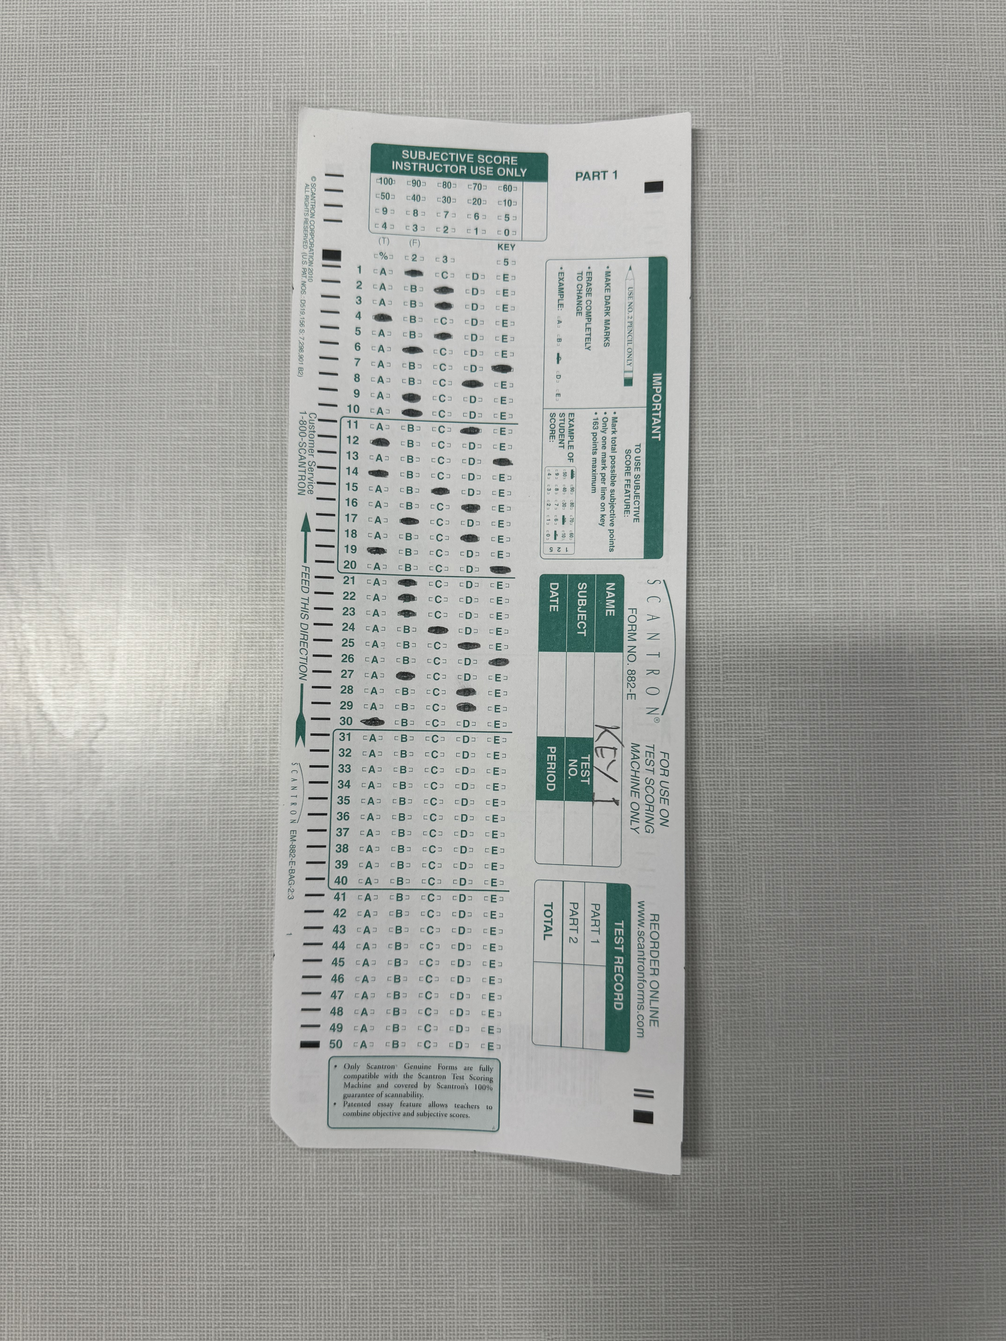 SUBJECTIVE SCORE
INSTRUCTOR USE ONLY
100 90 80 70 60
50 40 30 20 10
9 8 7 6 5
4 3 2 1 0
(T) (F) KEY
% 2 3 5
PART 1
1 A C D E
2 A B D E
3 A B D E
4 B C D E
5 A B D E
6 A C D E
7 A B C D
8 A B C E
9 A C D E
10 A C D E
11 A B C E
12 B C D E
13 A B C D
14 B C D E
15 A B D E
16 A B C E
17 A C D E
18 A B C E
19 B C D E
20 A B C D
21 A C D E
22 A C D E
23 A C D E
24 A B D E
25 A B C E
26 A B C D
27 A C D E
28 A B C E
29 A B C E
30 B C D E
31 A B C D E
32 A B C D E
33 A B C D E
34 A B C D E
35 A B C D E
36 A B C D E
37 A B C D E
38 A B C D E
39 A B C D E
40 A B C D E
41 A B C D E
42 A B C D E
43 A B C D E
44 A B C D E
45 A B C D E
46 A B C D E
47 A B C D E
48 A B C D E
49 A B C D E
50 A B C D E
• Only Scantron Genuine Forms are fully
compatible with the Scantron Test Scoring
Machine and covered by Scantron's 100%
guarantee of scannability.
• Patented essay feature allows teachers to
combine objective and subjective scores.
IMPORTANT
USE NO. 2 PENCIL ONLY
• MAKE DARK MARKS
• ERASE COMPLETELY
TO CHANGE
• EXAMPLE: A B D E
TO USE SUBJECTIVE
SCORE FEATURE:
• Mark total possible subjective points
• Only one mark per line on key
• 163 points maximum
EXAMPLE OF
STUDENT
SCORE:
SCANTRON®
FORM NO. 882-E
FOR USE ON
TEST SCORING
MACHINE ONLY
REORDER ONLINE
www.scantronforms.com
NAME KEY 1
SUBJECT
TEST
NO.
DATE
PERIOD
TEST RECORD
PART 1
PART 2
TOTAL
© SCANTRON CORPORATION 2010
ALL RIGHTS RESERVED.
Customer Service
1-800-SCANTRON
FEED THIS DIRECTION
SCANTRON EM-882-E-BAG-2:3
1